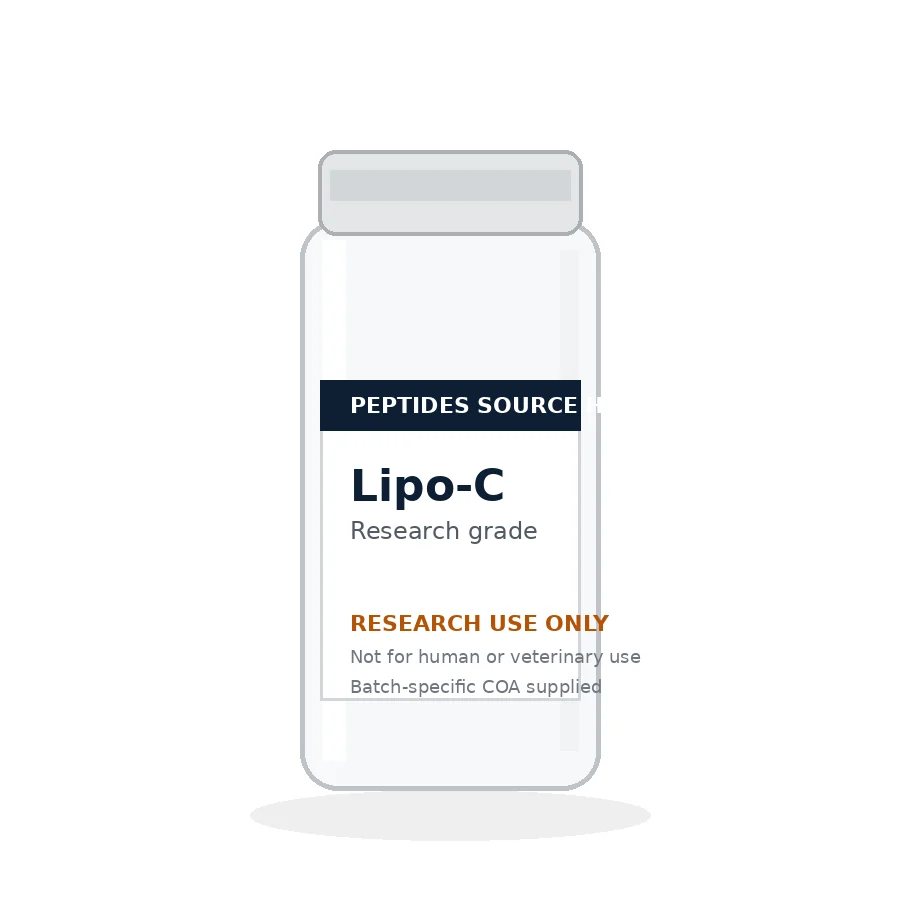 PEPTIDES SOURCE H
Lipo-C
Research grade
RESEARCH USE ONLY
Not for human or veterinary use
Batch-specific COA supplied